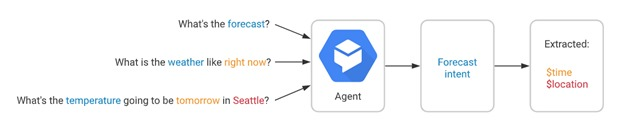 What's the forecast?
What is the weather like right now?
What's the temperature going to be tomorrow in Seattle?
Agent
Forecast
intent
Extracted:
$time
$location